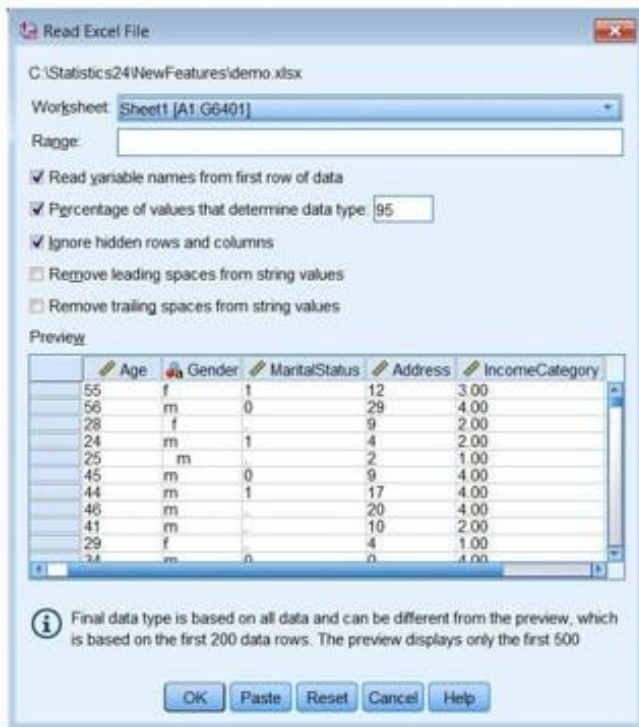 Read Excel File
C:\Statistics24\NewFeatures\demo.xlsx
Worksheet: Sheet1 [A1:G6401]
Range:
Read variable names from first row of data
Percentage of values that determine data type: 95
Ignore hidden rows and columns
Remove leading spaces from string values
Remove trailing spaces from string values
Preview
Age Gender MaritalStatus Address IncomeCategory
55 f 1 12 3.00
56 m 0 29 4.00
28 f . 9 2.00
24 m 1 4 2.00
25 m . 2 1.00
45 m 0 9 4.00
44 m 1 17 4.00
46 m . 20 4.00
41 m . 10 2.00
29 f . 4 1.00
34 m 0 0 4.00
Final data type is based on all data and can be different from the preview, which
is based on the first 200 data rows. The preview displays only the first 500
OK Paste Reset Cancel Help